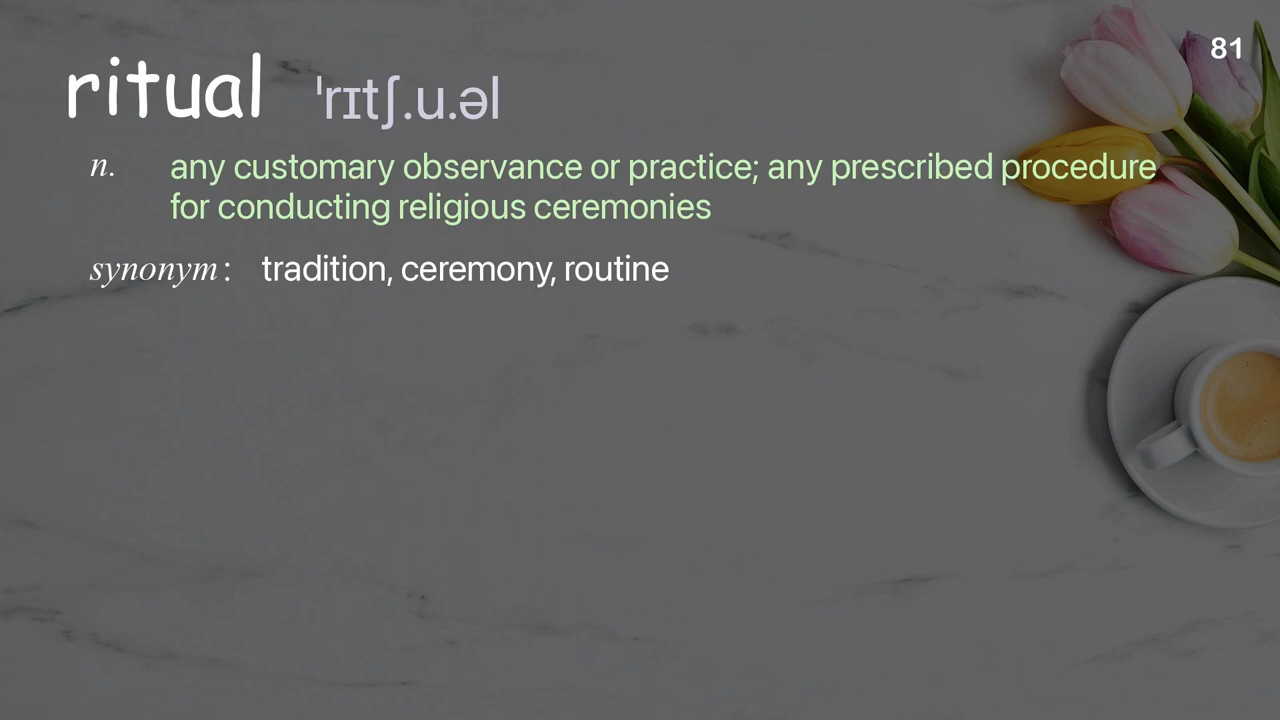 81
ritual ˈrɪtʃ.u.əl
n. any customary observance or practice; any prescribed procedure
for conducting religious ceremonies
synonym: tradition, ceremony, routine